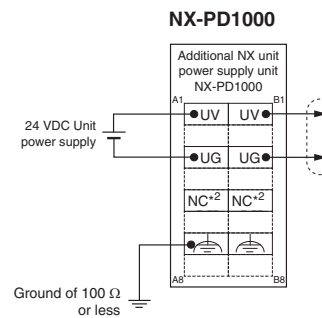 NX-PD1000
Additional NX unit
power supply unit
NX-PD1000
A1 B1
UV UV
24 VDC Unit
power supply
UG UG
NC*2 NC*2
A8 B8
Ground of 100 Ω
or less